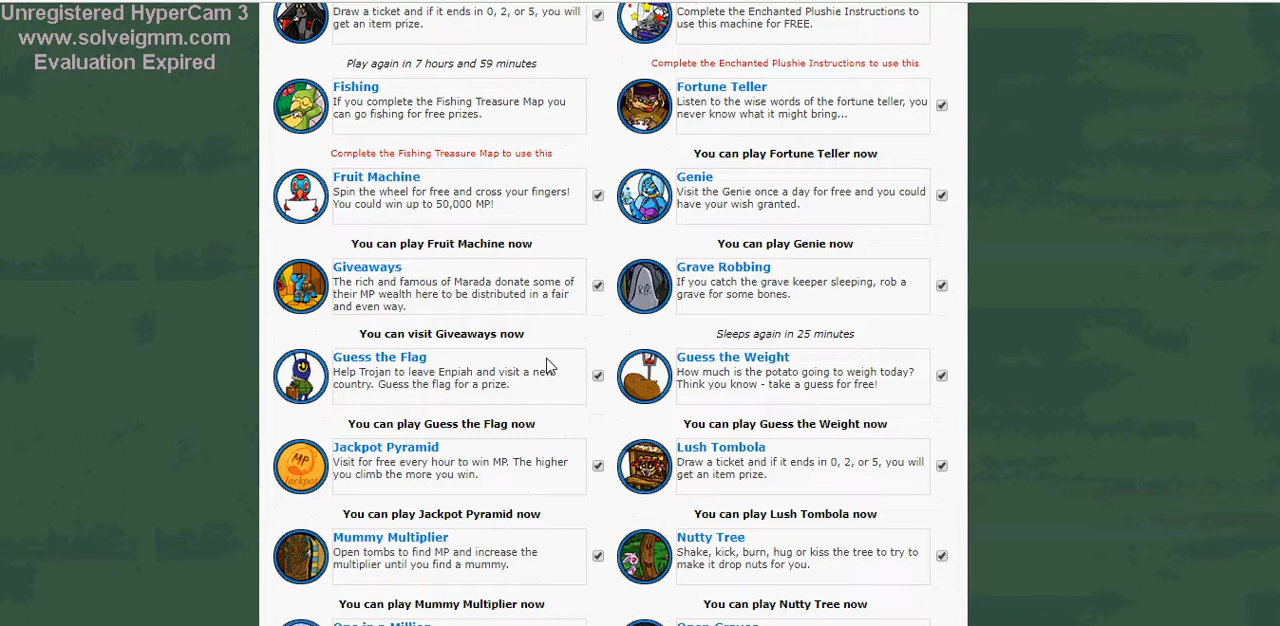 Unregistered HyperCam 3
www.solveigmm.com
Evaluation Expired
Draw a ticket and if it ends in 0, 2, or 5, you will
get an item prize.
Play again in 7 hours and 59 minutes
Complete the Enchanted Plushie Instructions to
use this machine for FREE.
Complete the Enchanted Plushie Instructions to use this
Fishing
If you complete the Fishing Treasure Map you
can go fishing for free prizes.
Complete the Fishing Treasure Map to use this
Fortune Teller
Listen to the wise words of the fortune teller, you
never know what it might bring...
You can play Fortune Teller now
Fruit Machine
Spin the wheel for free and cross your fingers!
You could win up to 50,000 MP!
You can play Fruit Machine now
Genie
Visit the Genie once a day for free and you could
have your wish granted.
You can play Genie now
Giveaways
The rich and famous of Marada donate some of
their MP wealth here to be distributed in a fair
and even way.
You can visit Giveaways now
Grave Robbing
If you catch the grave keeper sleeping, rob a
grave for some bones.
Sleeps again in 25 minutes
Guess the Flag
Help Trojan to leave Enpiah and visit a new
country. Guess the flag for a prize.
You can play Guess the Flag now
Guess the Weight
How much is the potato going to weigh today?
Think you know - take a guess for free!
You can play Guess the Weight now
Jackpot Pyramid
Visit for free every hour to win MP. The higher
you climb the more you win.
You can play Jackpot Pyramid now
MP
Jackpot
Lush Tombola
Draw a ticket and if it ends in 0, 2, or 5, you will
get an item prize.
You can play Lush Tombola now
Mummy Multiplier
Open tombs to find MP and increase the
multiplier until you find a mummy.
You can play Mummy Multiplier now
Nutty Tree
Shake, kick, burn, hug or kiss the tree to try to
make it drop nuts for you.
You can play Nutty Tree now
One in a Million
Open Graves